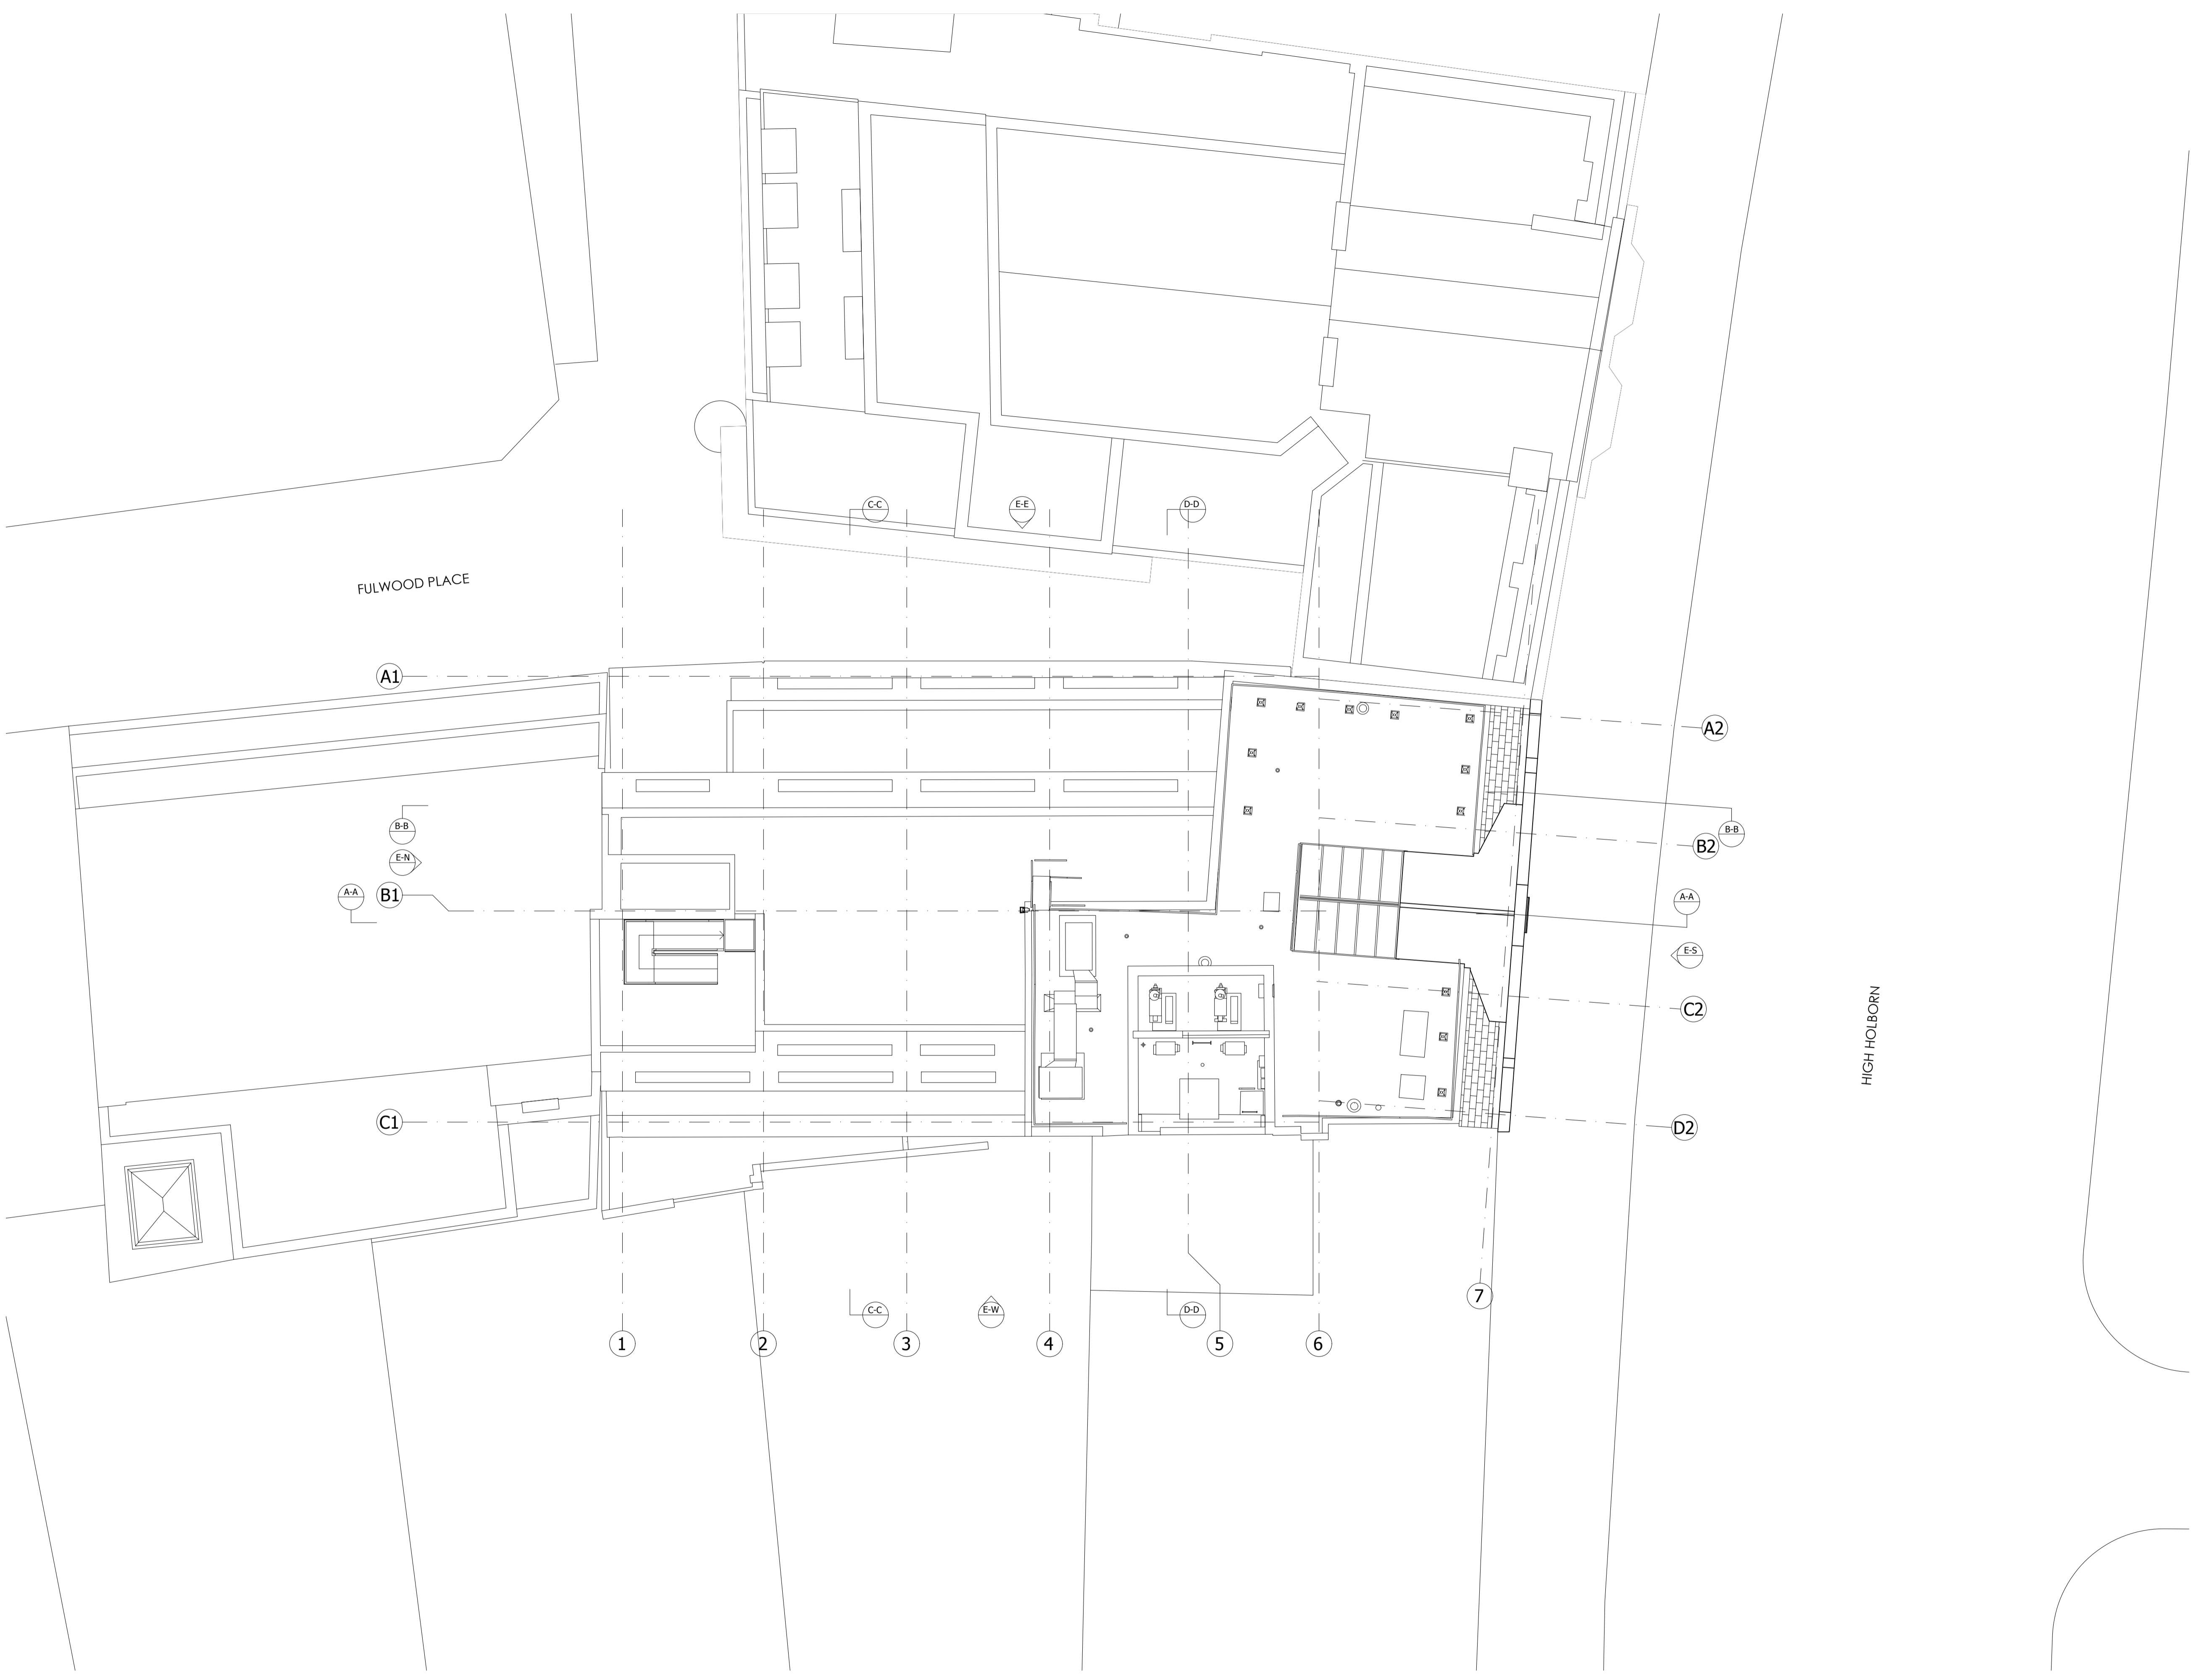 C-C
E-E
D-D
FULWOOD PLACE
A1
A2
B-B
B-B
B2
E-N
A-A
B1
A-A
E-S
C2
HIGH HOLBORN
C1
D2
7
C-C
E-W
D-D
1
2
3
4
5
6